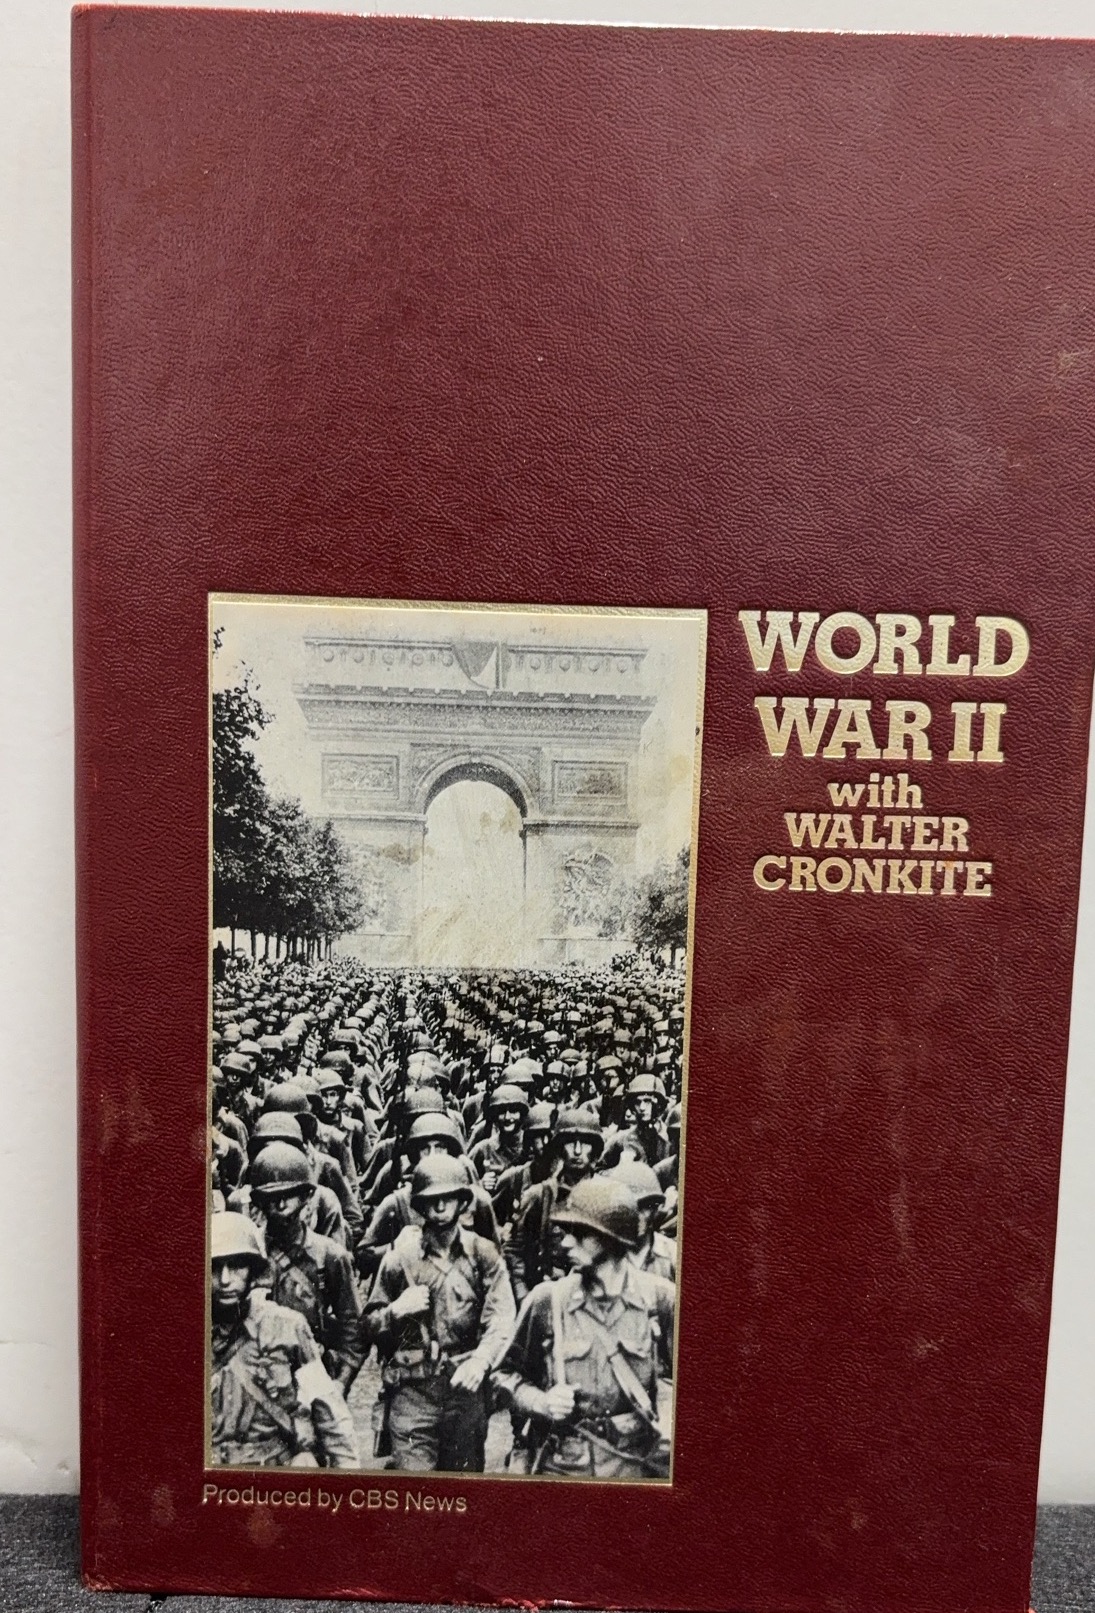 WORLD
WAR II
with
WALTER
CRONKITE
Produced by CBS News